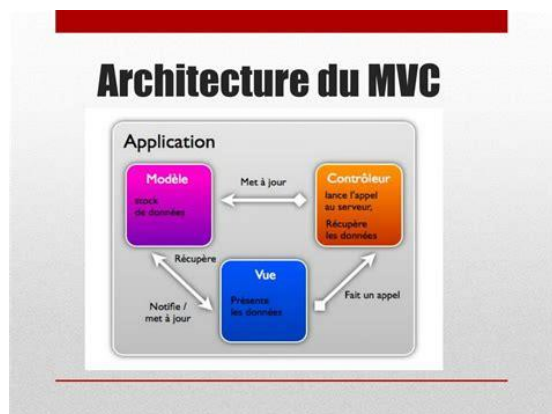 Architecture du MVC
Application
Modèle
stock
de données
Met à jour
Contrôleur
lance l'appel
au serveur,
Récupère
les données
Récupère
Notifie /
met à jour
Vue
Présente
les données
Fait un appel